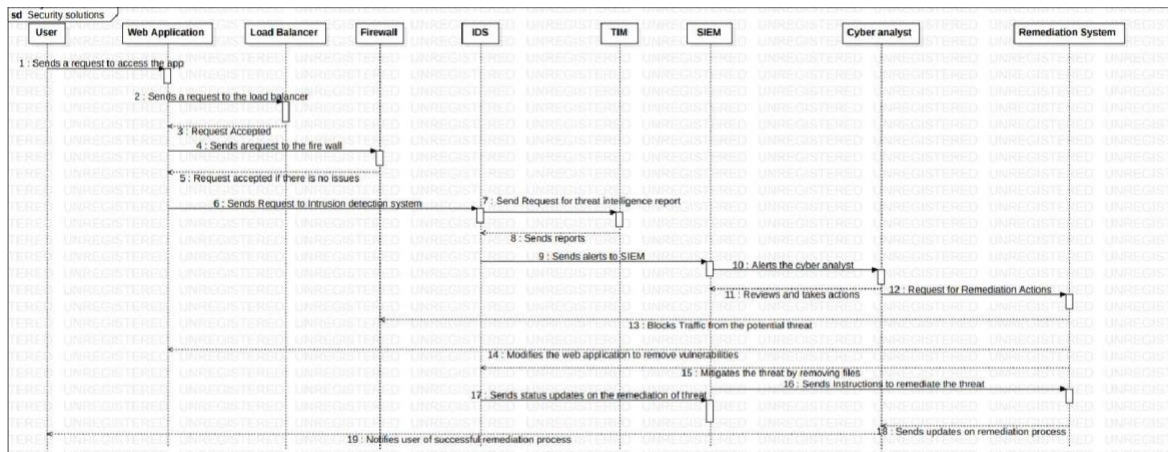 sd Security solutions
User
Web Application
Load Balancer
Firewall
IDS
TIM
SIEM
Cyber analyst
Remediation System
1 : Sends a request to access the app
2 : Sends a request to the load balancer
3 : Request Accepted
4 : Sends arequest to the fire wall
5 : Request accepted if there is no issues
6 : Sends Request to Intrusion detection system
7 : Send Request for threat intelligence report
8 : Sends reports
9 : Sends alerts to SIEM
10 : Alerts the cyber analyst
11 : Reviews and takes actions
12 : Request for Remediation Actions
13 : Blocks Traffic from the potential threat
14 : Modifies the web application to remove vulnerabilities
15 : Mitigates the threat by removing files
16 : Sends Instructions to remediate the threat
17 : Sends status updates on the remediation of threat
18 : Sends updates on remediation process
19 : Notifies user of successful remediation process
UNREGISTERED